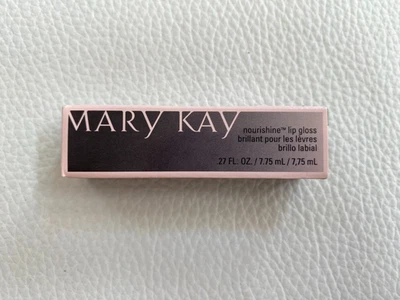 MARY KAY
nourishine™ lip gloss
brillant pour les lèvres
brillo labial
.27 FL. OZ. / 7.75 mL / 7,75 mL